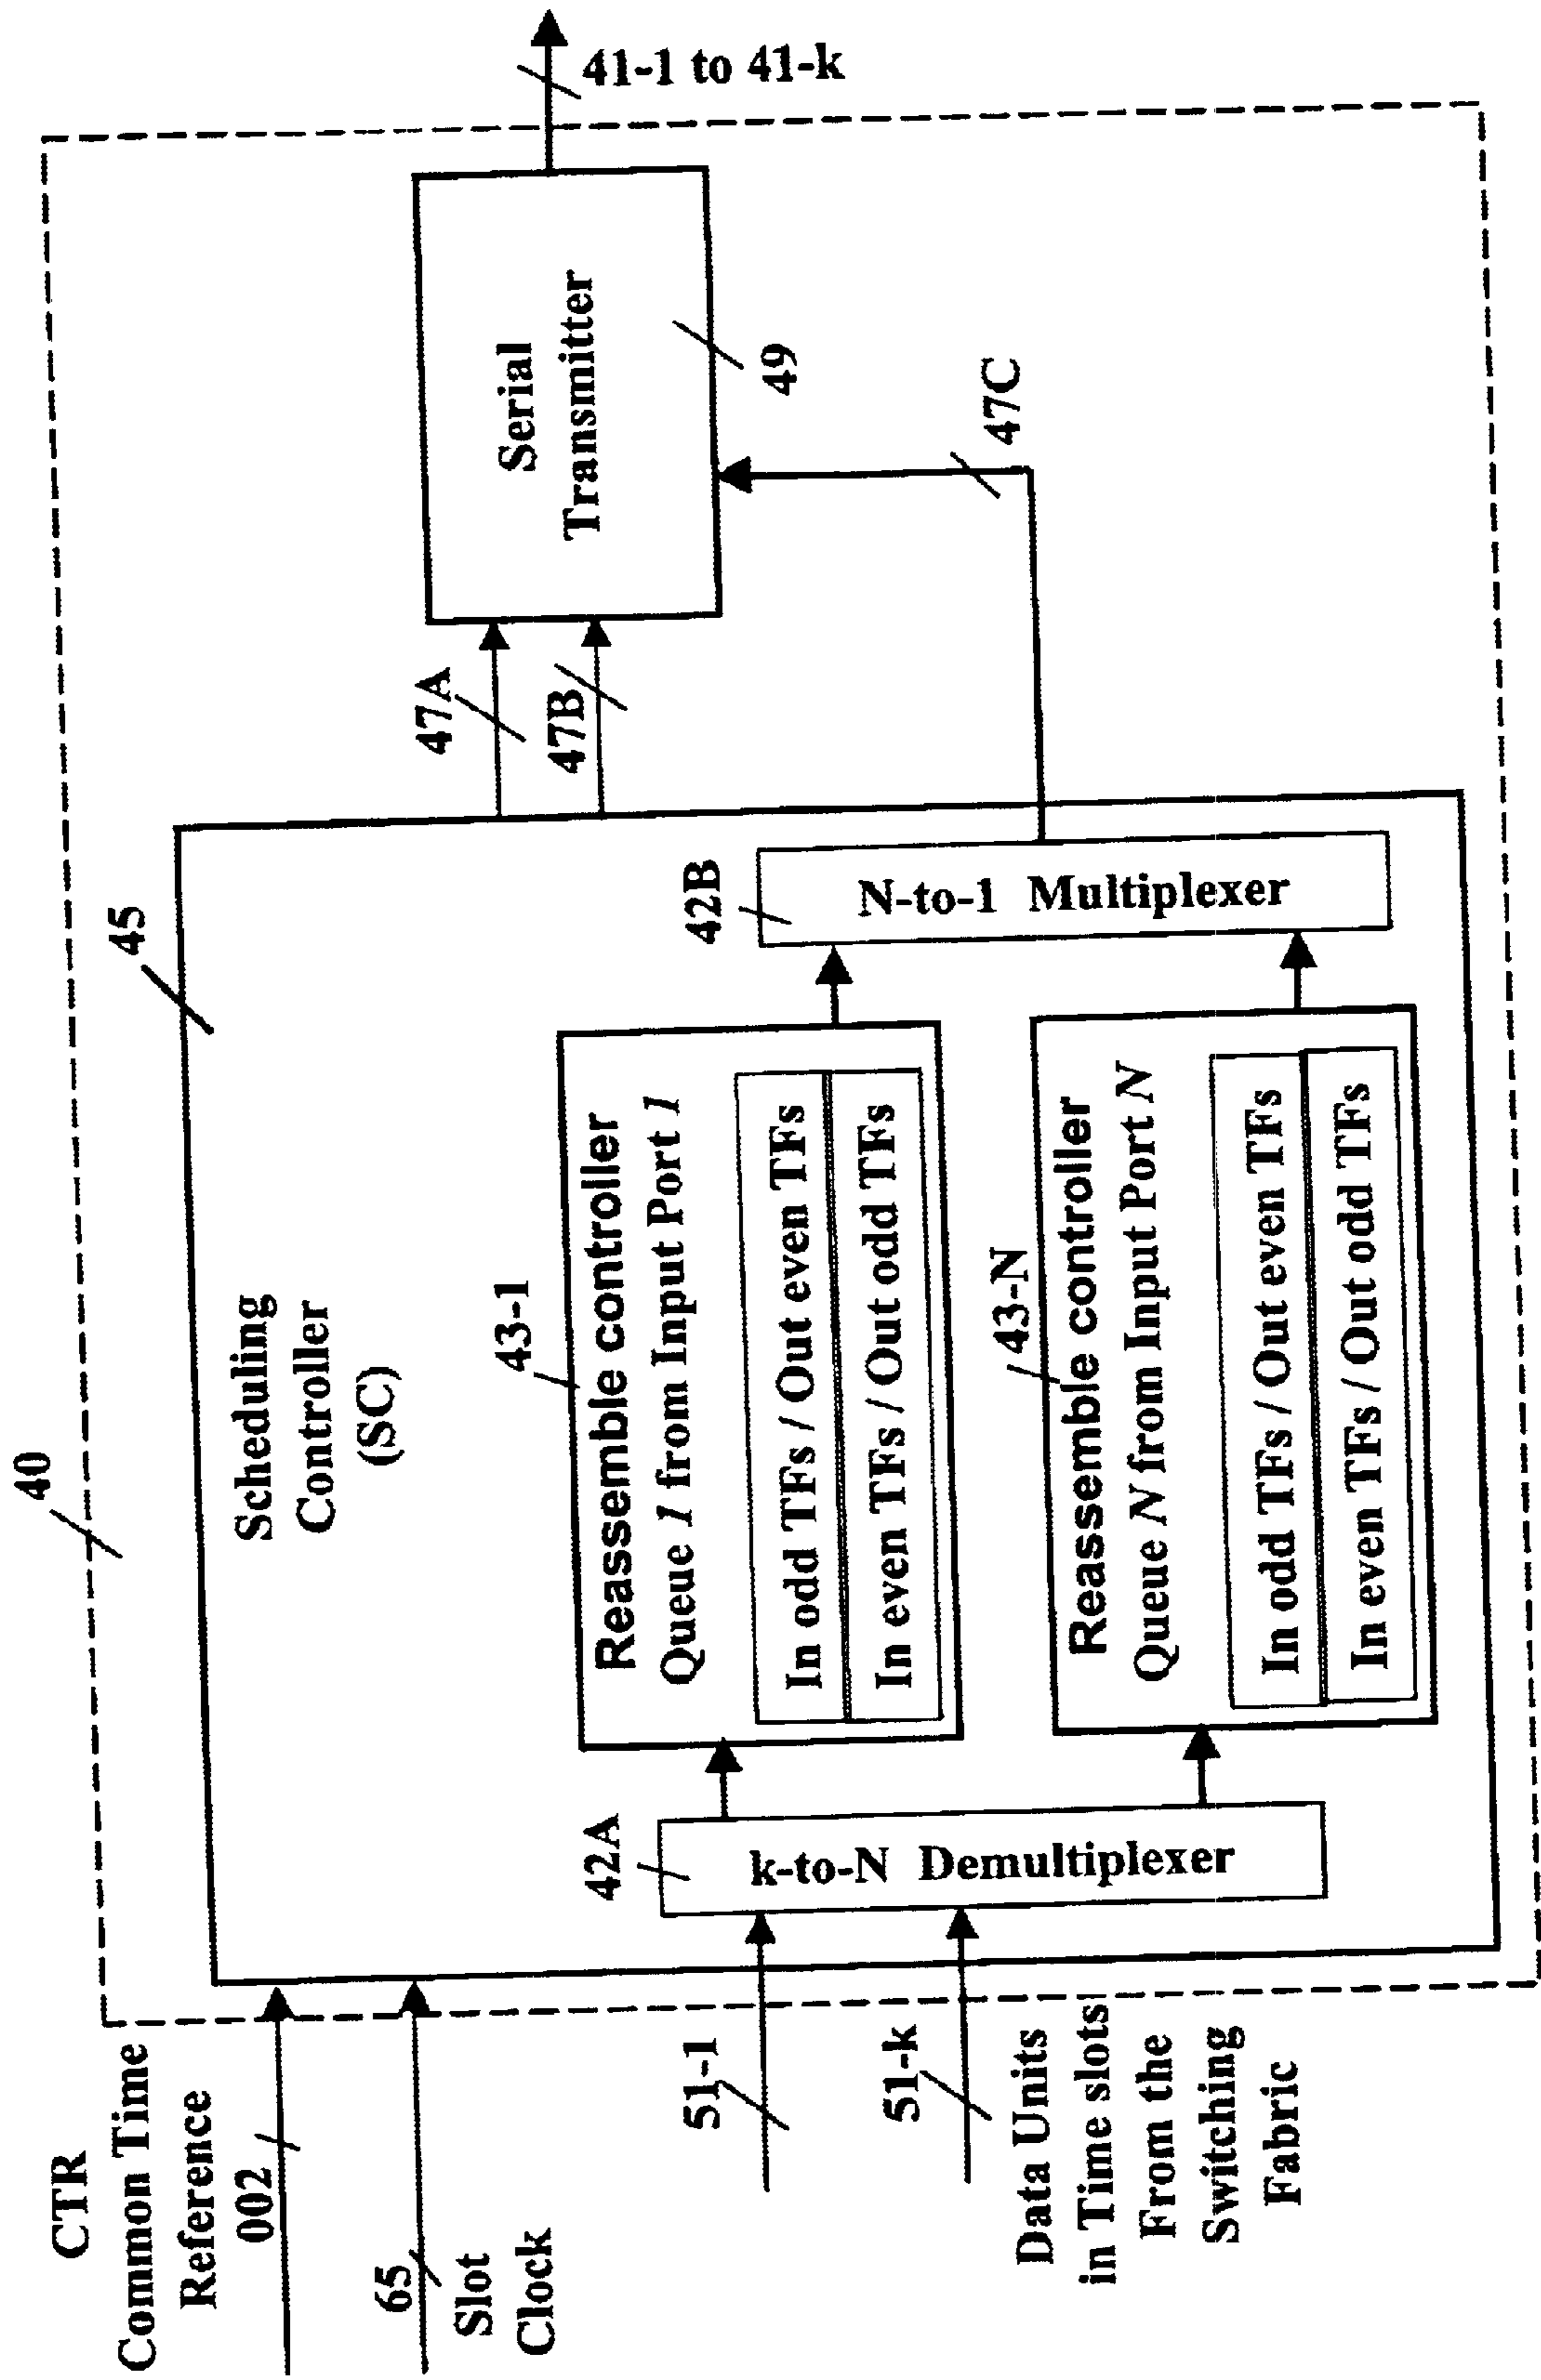 40
45
CTR
Common Time
Reference
002
65
Slot
Clock
Scheduling
Controller
(SC)
47A
47B
Serial
Transmitter
49
41-1 to 41-k
47C
51-1
51-k
Data Units
in Time slots
From the
Switching
Fabric
42A
k-to-N Demultiplexer
43-1
Reassemble controller
Queue 1 from Input Port 1
In odd TFs / Out even TFs
In even TFs / Out odd TFs
43-N
Reassemble controller
Queue N from Input Port N
In odd TFs / Out even TFs
In even TFs / Out odd TFs
42B
N-to-1 Multiplexer